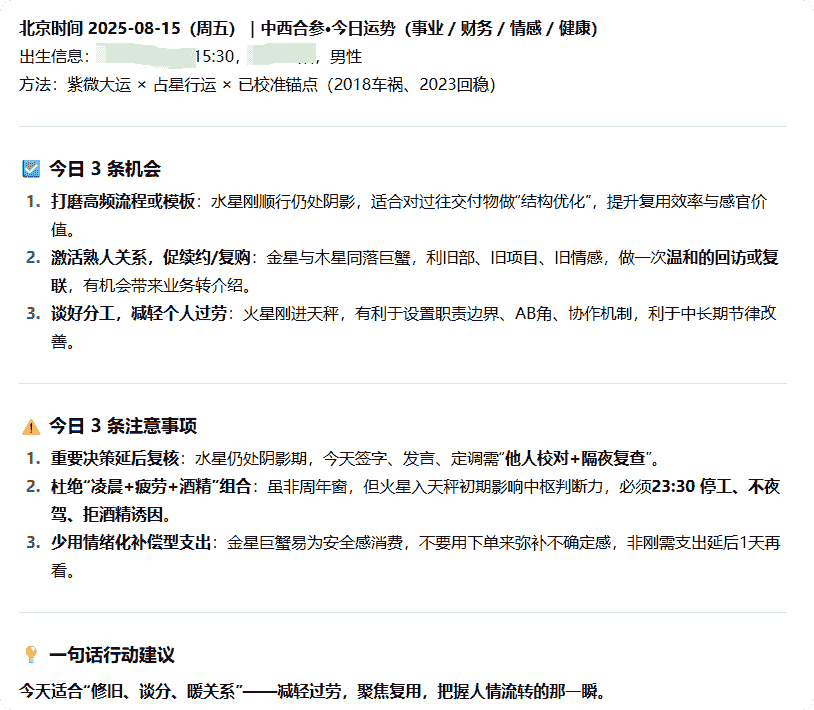 北京时间 2025-08-15（周五）｜中西合参•今日运势（事业 / 财务 / 情感 / 健康）
出生信息： 15:30， ，男性
方法：紫微大运 × 占星行运 × 已校准锚点（2018车祸、2023回稳）
今日 3 条机会
1. 打磨高频流程或模板：水星刚顺行仍处阴影，适合对过往交付物做“结构优化”，提升复用效率与感官价
值。
2. 激活熟人关系，促续约/复购：金星与木星同落巨蟹，利旧部、旧项目、旧情感，做一次温和的回访或复
联，有机会带来业务转介绍。
3. 谈好分工，减轻个人过劳：火星刚进天秤，有利于设置职责边界、AB角、协作机制，利于中长期节律改
善。
今日 3 条注意事项
1. 重要决策延后复核：水星仍处阴影期，今天签字、发言、定调需“他人校对+隔夜复查”。
2. 杜绝“凌晨+疲劳+酒精”组合：虽非周年窗，但火星入天秤初期影响中枢判断力，必须23:30 停工、不夜
驾、拒酒精诱因。
3. 少用情绪化补偿型支出：金星巨蟹易为安全感消费，不要用下单来弥补不确定感，非刚需支出延后1天再
看。
一句话行动建议
今天适合“修旧、谈分、暖关系”——减轻过劳，聚焦复用，把握人情流转的那一瞬。